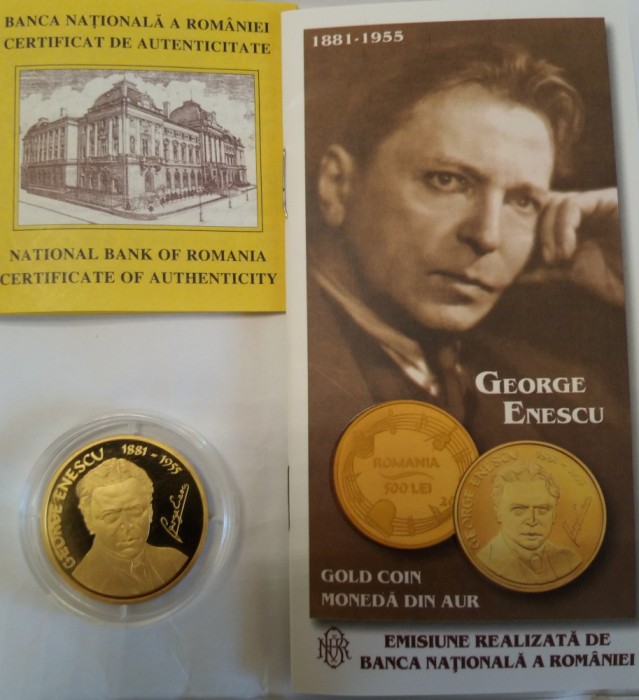 BANCA NAȚIONALĂ A ROMÂNIEI
CERTIFICAT DE AUTENTICITATE
NATIONAL BANK OF ROMANIA
CERTIFICATE OF AUTHENTICITY
1881-1955
GEORGE
ENESCU
ROMANIA
500 LEI
GEORGE ENESCU
GOLD COIN
MONEDĂ DIN AUR
EMISIUNE REALIZATĂ DE
BANCA NAȚIONALĂ A ROMÂNIEI
GEORGE ENESCU 1881-1955